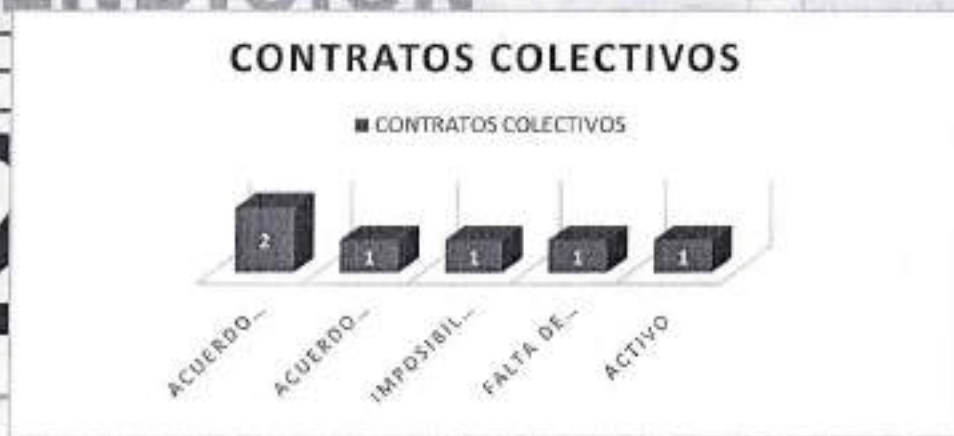 CONTRATOS COLECTIVOS
■ CONTRATOS COLECTIVOS
2 1 1 1 1
ACUERDO...
ACUERDO...
IMPOSIBIL...
FALTA DE...
ACTIVO